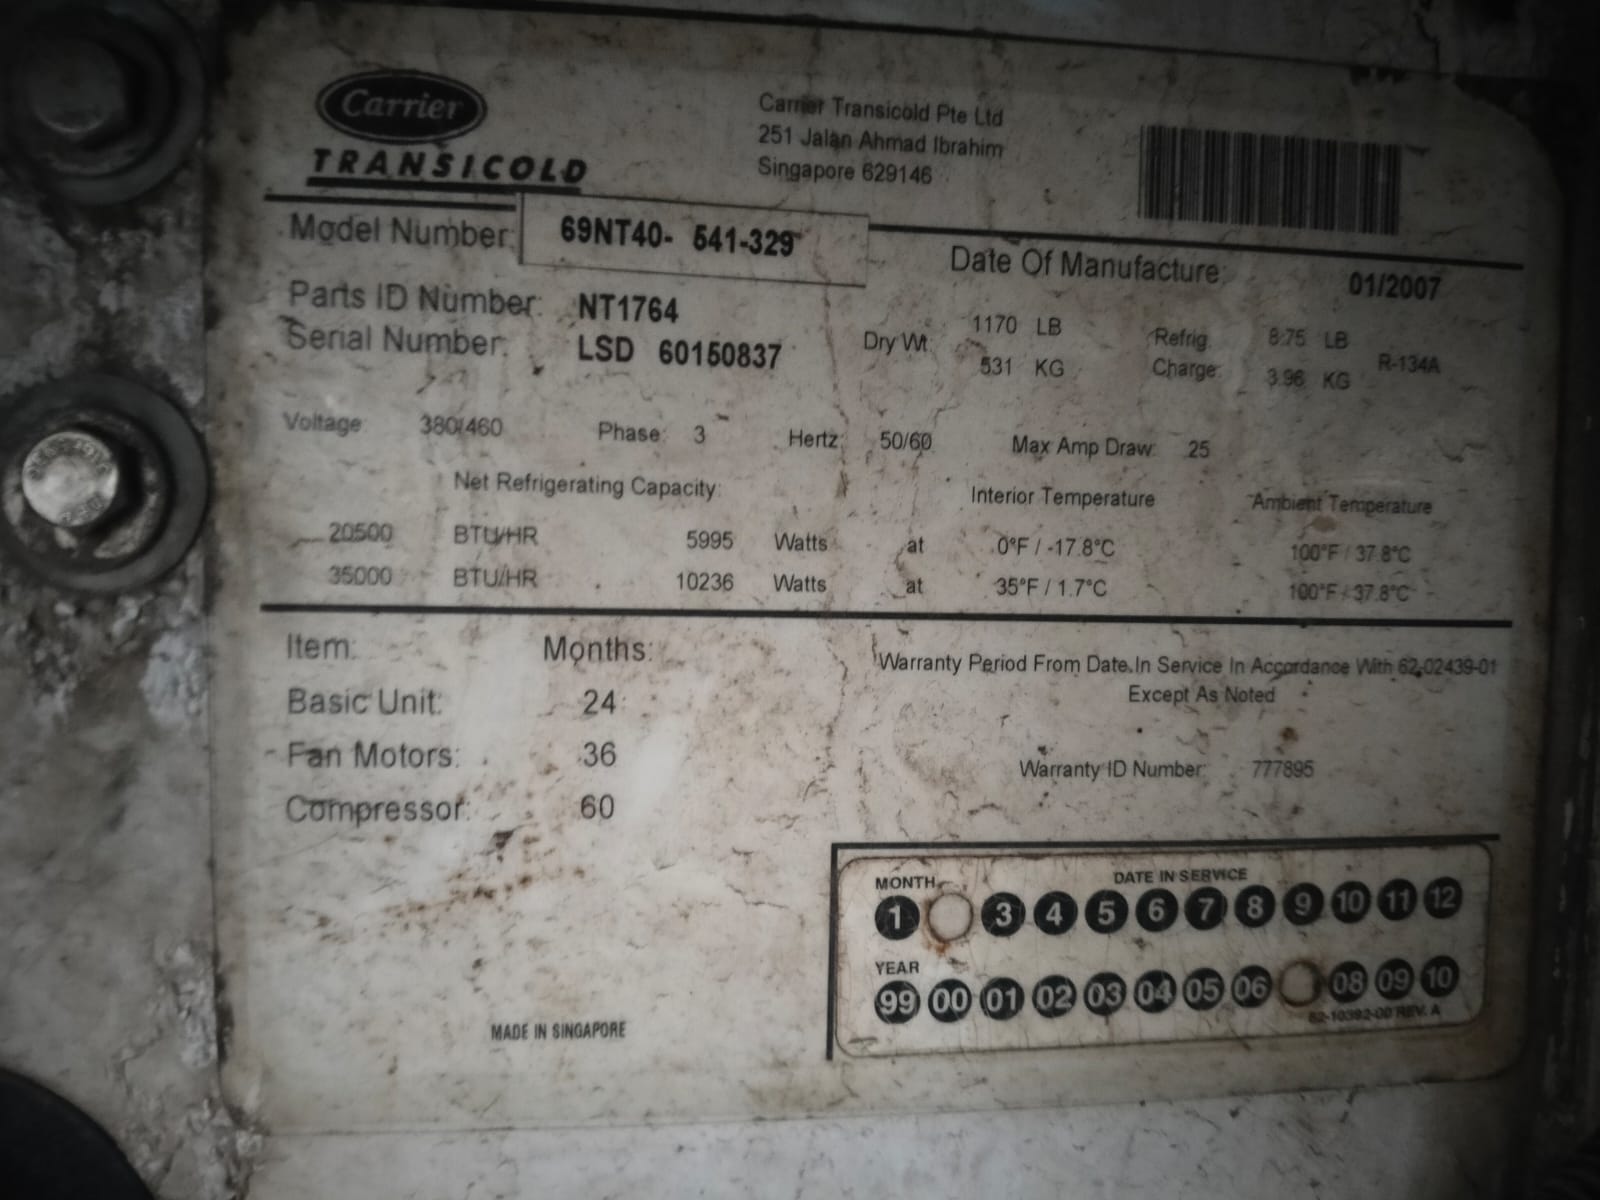 Carrier
TRANSICOLD
Carrier Transicold Pte Ltd
251 Jalan Ahmad Ibrahim
Singapore 629146
Model Number: 69NT40- 541-329
Date Of Manufacture: 01/2007
Parts ID Number: NT1764
Serial Number: LSD 60150837
Dry Wt: 1170 LB
531 KG
Refrig. 8.75 LB
Charge: 3.96 KG
R-134A
Voltage: 380/460 Phase: 3 Hertz: 50/60 Max Amp Draw: 25
Net Refrigerating Capacity: Interior Temperature Ambient Temperature
20500 BTU/HR 5995 Watts at 0°F / -17.8°C 100°F / 37.8°C
35000 BTU/HR 10236 Watts at 35°F / 1.7°C 100°F / 37.8°C
Item: Months:
Basic Unit: 24
Fan Motors: 36
Compressor: 60
Warranty Period From Date In Service In Accordance With 62-02439-01
Except As Noted
Warranty ID Number: 777895
MONTH DATE IN SERVICE
1 3 4 5 6 7 8 9 10 11 12
YEAR
99 00 01 02 03 04 05 06 08 09 10
62-10392-00 REV. A
MADE IN SINGAPORE